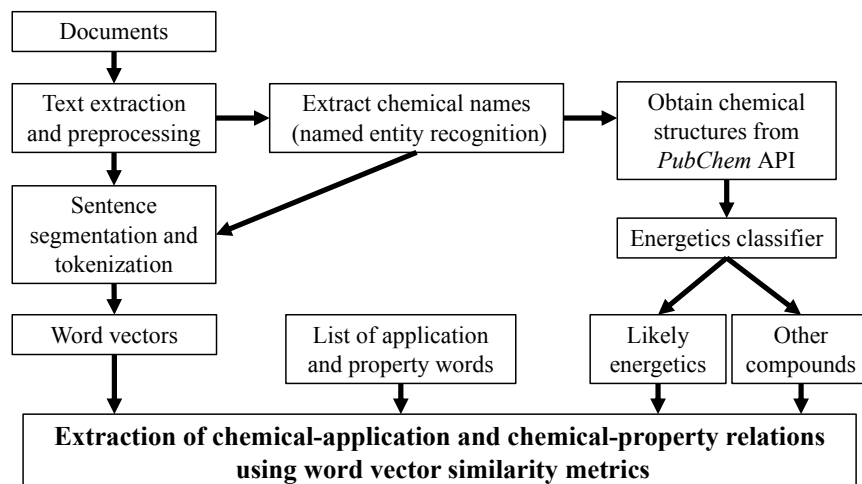 Documents
Text extraction
and preprocessing
Extract chemical names
(named entity recognition)
Obtain chemical
structures from
PubChem API
Sentence
segmentation and
tokenization
Energetics classifier
Word vectors
List of application
and property words
Likely
energetics
Other
compounds
Extraction of chemical-application and chemical-property relations
using word vector similarity metrics